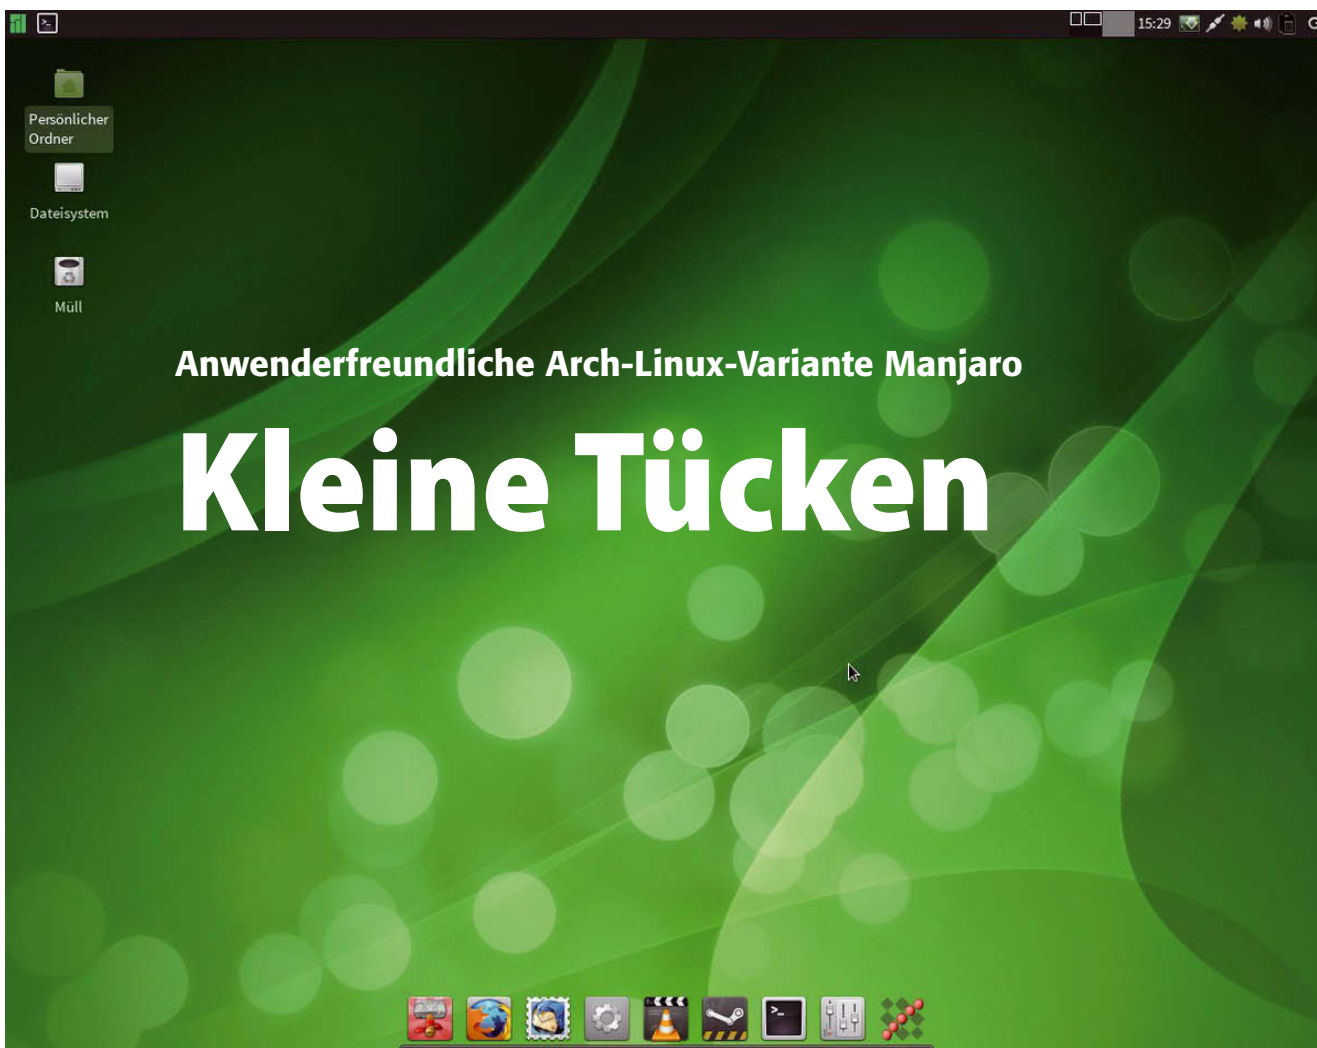 15:29
Persönlicher
Ordner
Dateisystem
Müll
Anwenderfreundliche Arch-Linux-Variante Manjaro
Kleine Tücken